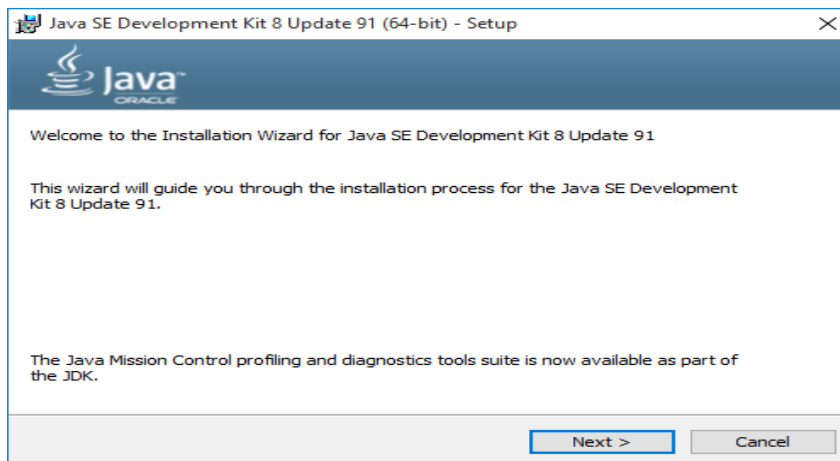 Java SE Development Kit 8 Update 91 (64-bit) - Setup
Java™
ORACLE
Welcome to the Installation Wizard for Java SE Development Kit 8 Update 91
This wizard will guide you through the installation process for the Java SE Development
Kit 8 Update 91.
The Java Mission Control profiling and diagnostics tools suite is now available as part of
the JDK.
Next >
Cancel